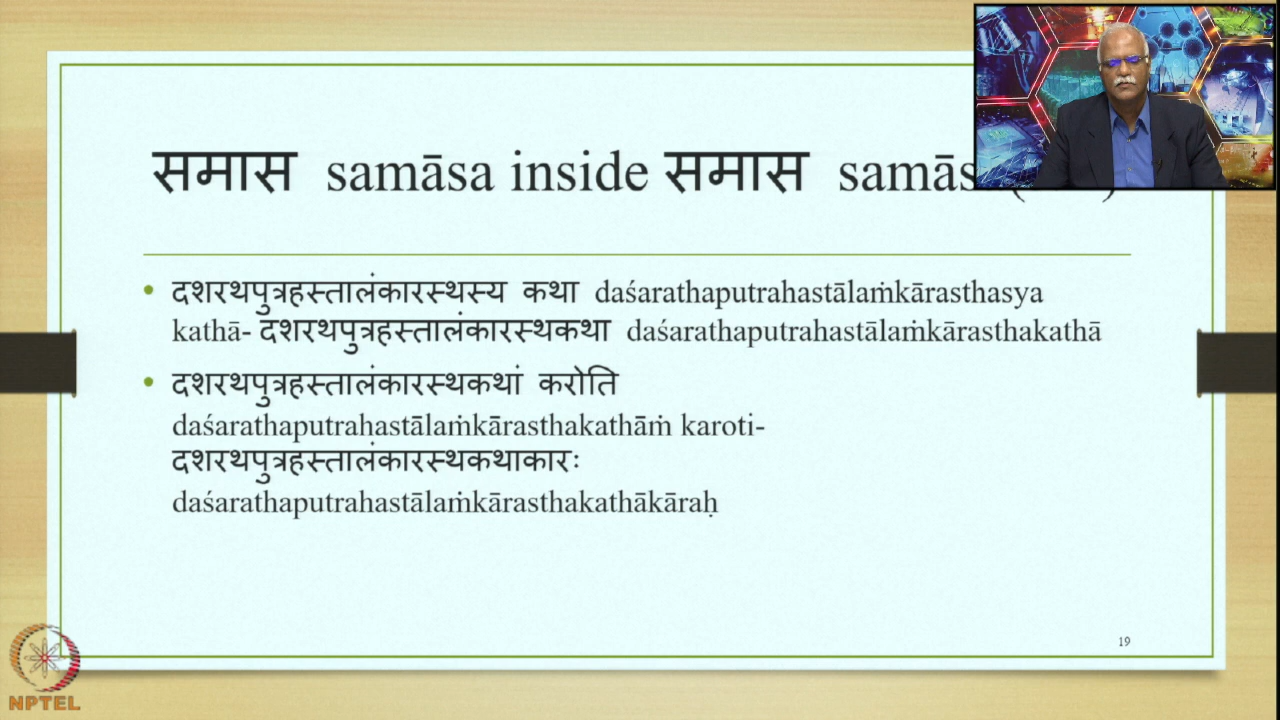 समास samāsa inside समास
• दशरथपुत्रहस्तालंकारस्थस्य कथा daśarathaputrahastālaṁkārasthasya
kathā- दशरथपुत्रहस्तालंकारस्थकथा daśarathaputrahastālaṁkārasthakathā
• दशरथपुत्रहस्तालंकारस्थकथां करोति
daśarathaputrahastālaṁkārasthakathāṁ karoti-
दशरथपुत्रहस्तालंकारस्थकथाकारः
daśarathaputrahastālaṁkārasthakathākāraḥ
19
NPTEL